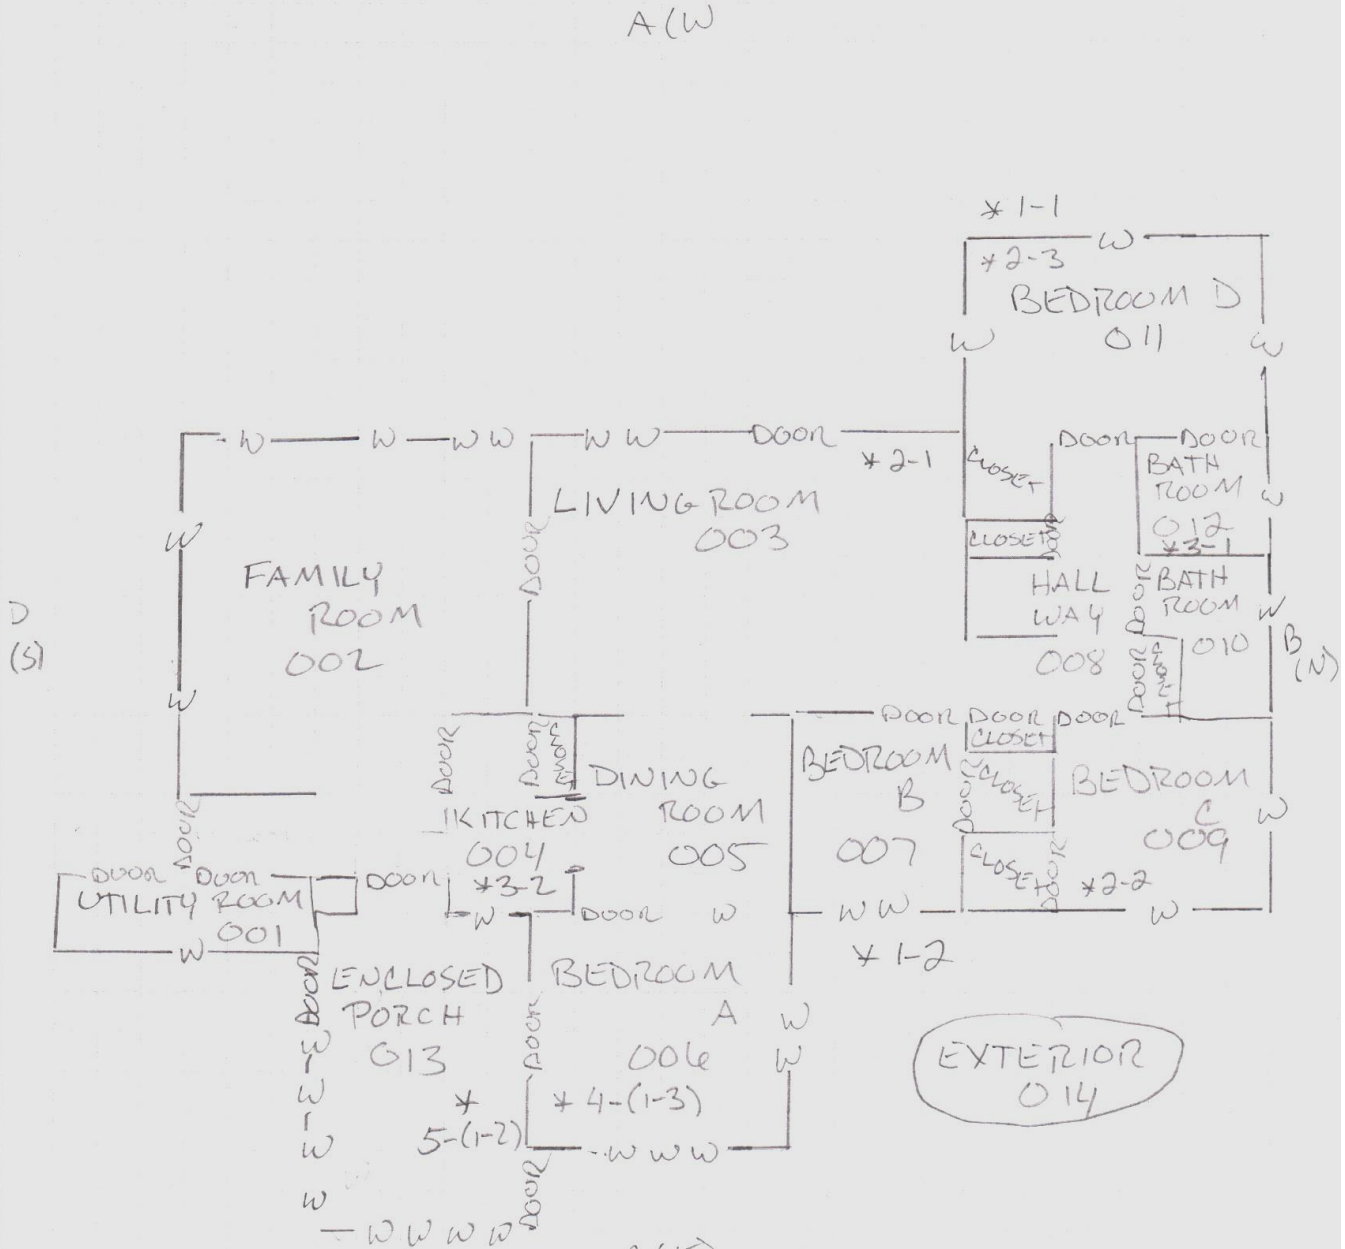 A (W
* 1-1
W
* 2-3
BEDROOM D
011
W
W
W W W W W W DOOR
* 2-1
CLOSET
DOOR DOOR
BATH
ROOM
012
W
* 3-1
LIVING ROOM
003
W
DOOR
CLOSET
DOOR
FAMILY
ROOM
002
HALL
WAY
008
DOOR
BATH
ROOM
010
W
DOOR
D
(S)
B
(N)
W
DOOR
DOOR
DOOR DOOR DOOR
CLOSET
DINING
ROOM
005
BEDROOM
B
007
DOOR
CLOSET
BEDROOM
C
009
W
KITCHEN
004
* 3-2
DOOR
CLOSET
DOOR
* 2-2
DOOR DOOR
UTILITY ROOM
001
W
DOOR
W
DOOR W
W W
W
* 1-2
DOOR
ENCLOSED
PORCH
013
BEDROOM
A
006
DOOR
W
W
EXTERIOR
014
W
W
W
W
*
5-(1-2)
* 4-(1-3)
W W W
DOOR
W W W W